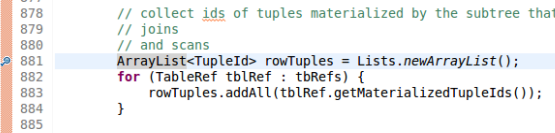 878 // collect ids of tuples materialized by the subtree that
879 // joins
880 // and scans
881 ArrayList<TupleId> rowTuples = Lists.newArrayList();
882 for (TableRef tblRef : tbRefs) {
883 rowTuples.addAll(tblRef.getMaterializedTupleIds());
884 }
885